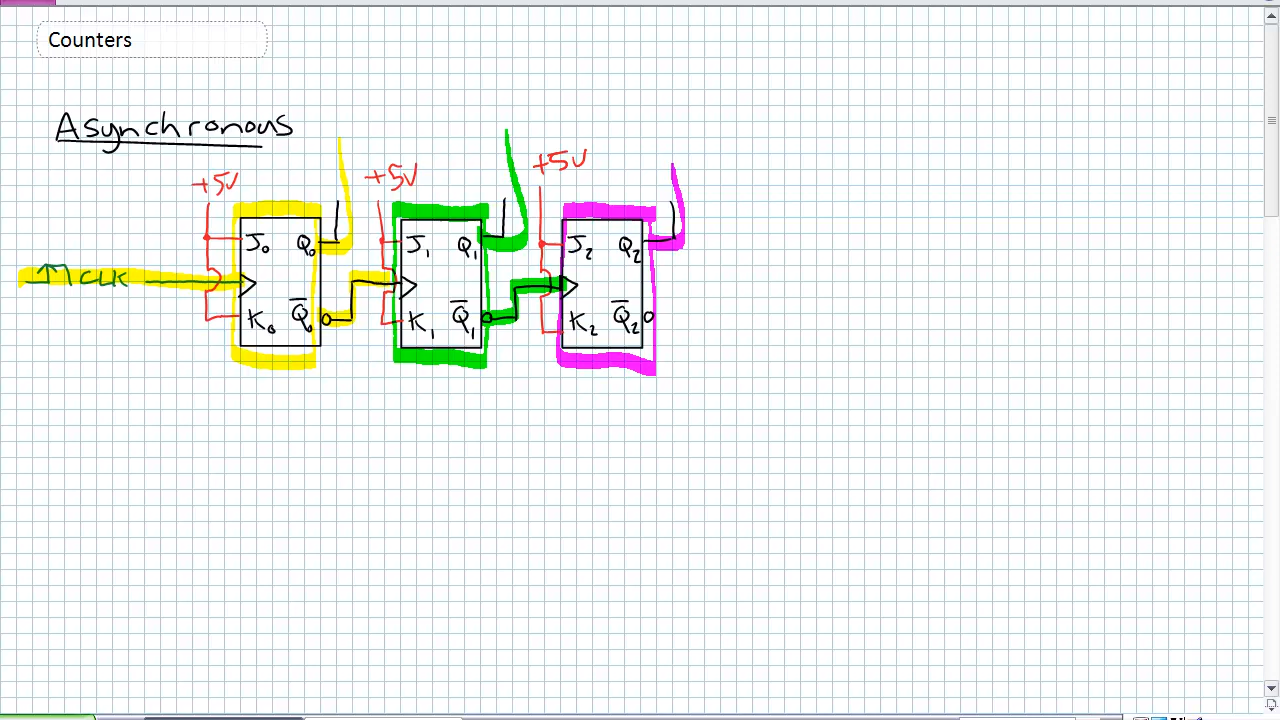 Counters
Asynchronous
+5V +5V +5V
J₀ Q₀ J₁ Q₁ J₂ Q₂
CLK
K₀ Q̅₀ K₁ Q̅₁ K₂ Q̅₂